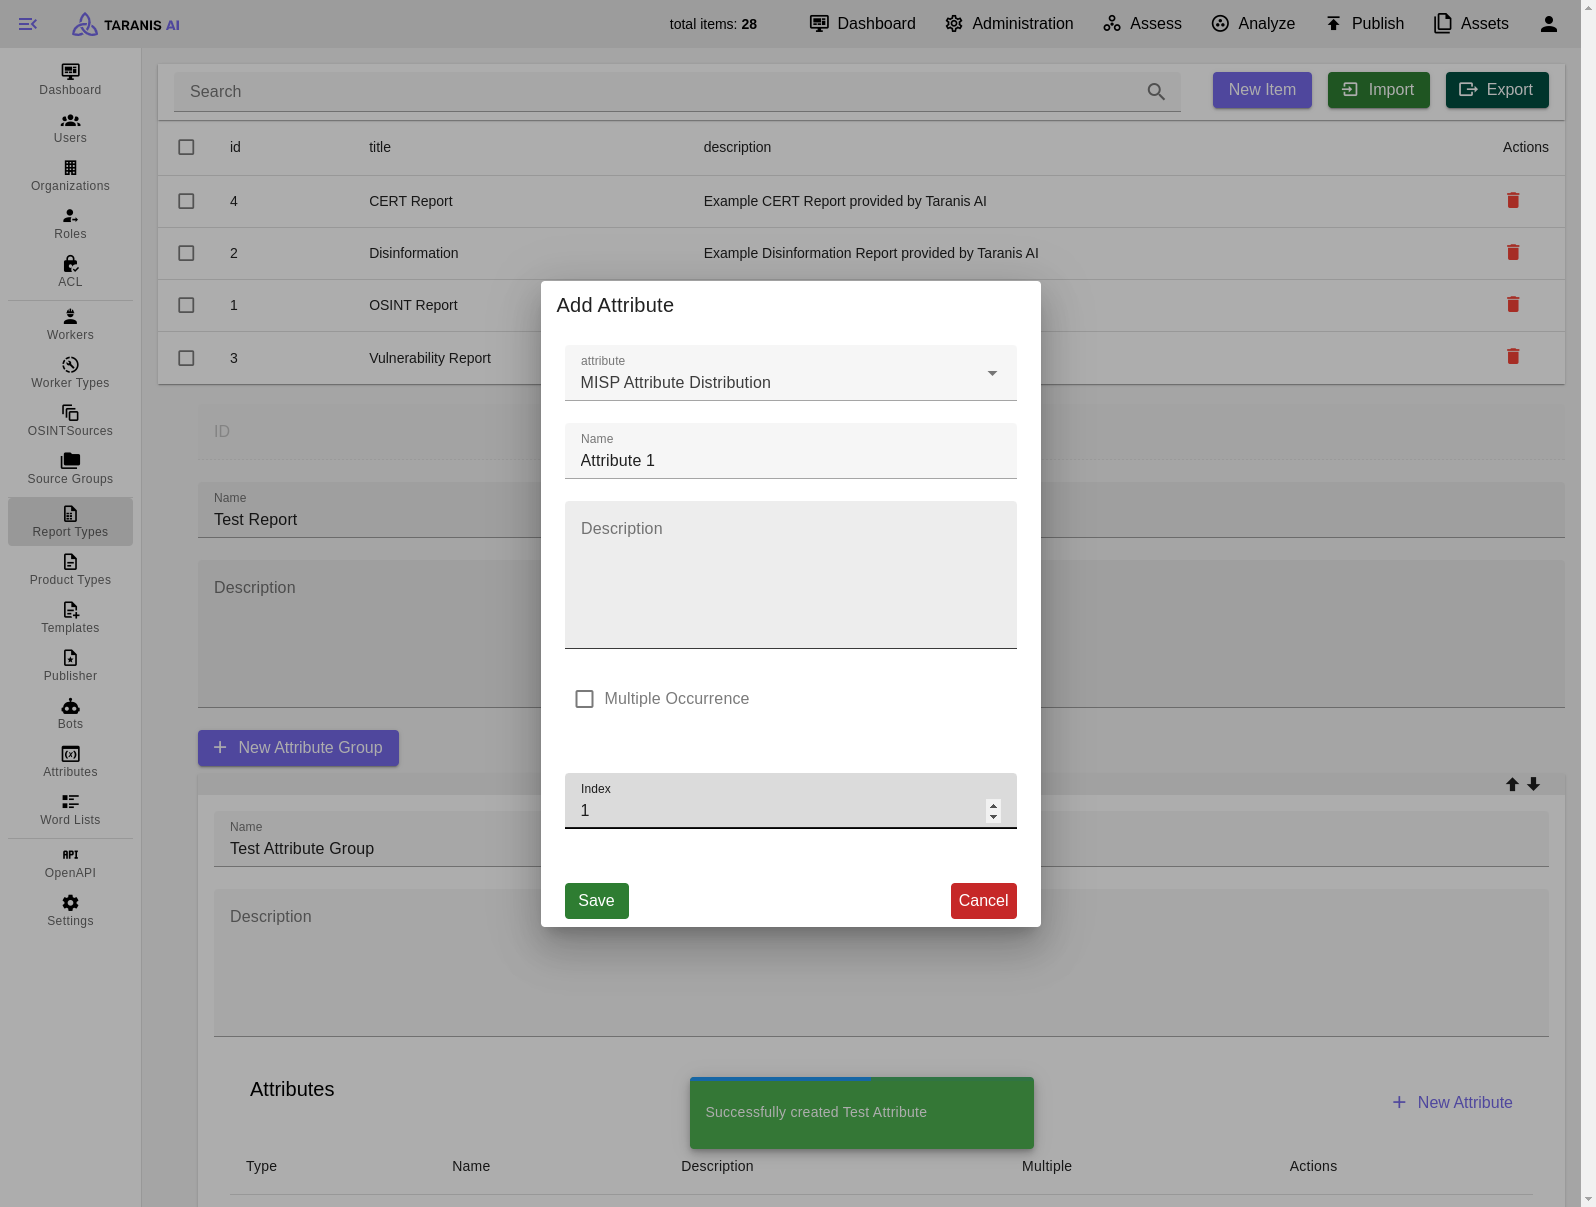 TARANIS AI
total items: 28
Dashboard
Administration
Assess
Analyze
Publish
Assets
Dashboard
Users
Organizations
Roles
ACL
Workers
Worker Types
OSINTSources
Source Groups
Report Types
Product Types
Templates
Publisher
Bots
Attributes
Word Lists
API
OpenAPI
Settings
Search
New Item
Import
Export
id title description Actions
4 CERT Report Example CERT Report provided by Taranis AI
2 Disinformation Example Disinformation Report provided by Taranis AI
1 OSINT Report
3 Vulnerability Report
ID
Name
Test Report
Description
New Attribute Group
Name
Test Attribute Group
Description
Attributes
New Attribute
Type Name Description Multiple Actions
Add Attribute
attribute
MISP Attribute Distribution
Name
Attribute 1
Description
Multiple Occurrence
Index
1
Save
Cancel
Successfully created Test Attribute